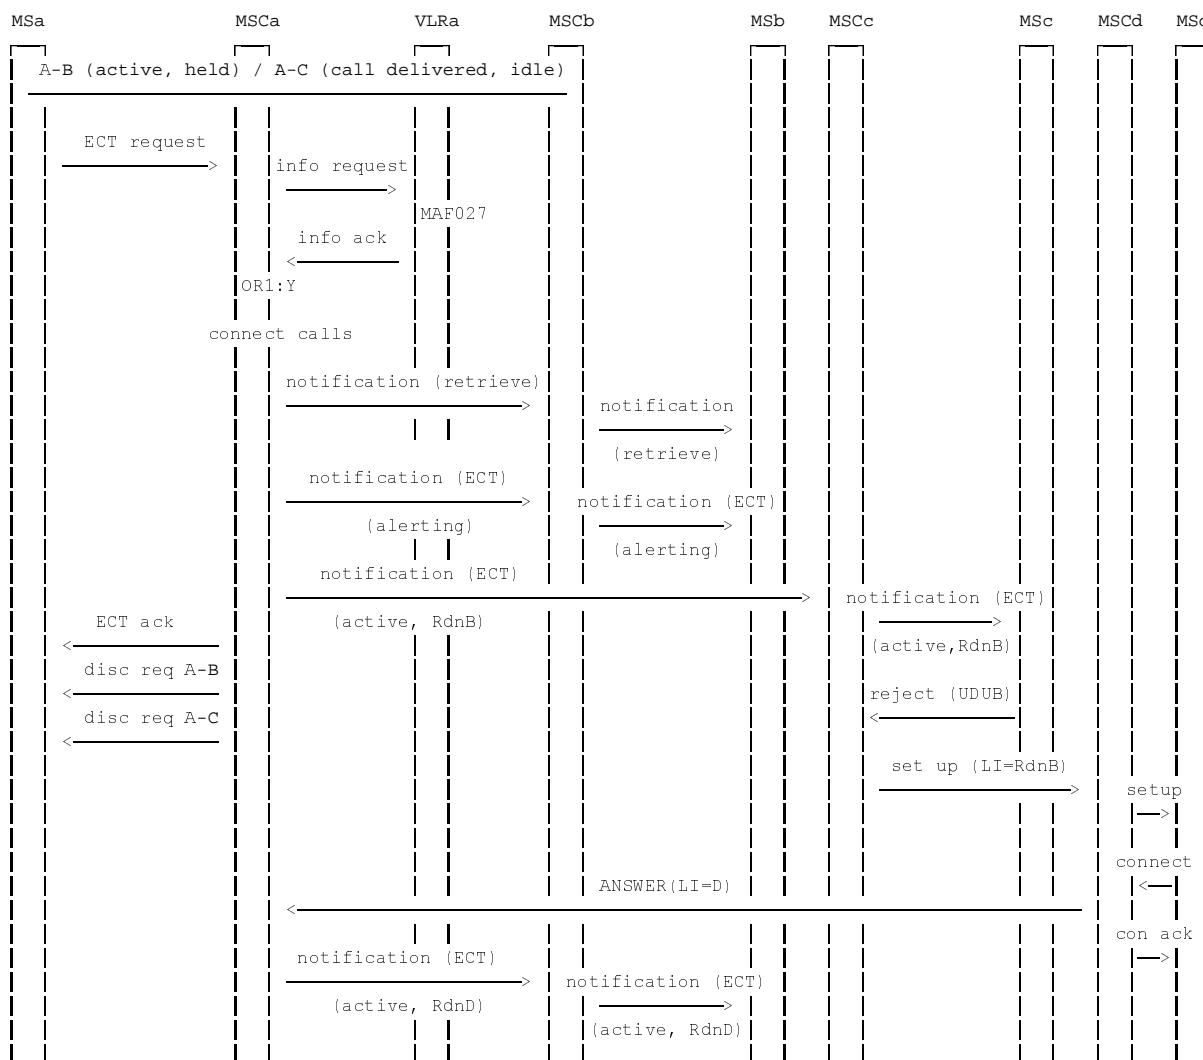 MSa MSCa VLRa MSCb MSb MSCc MSc MSCd
A-B (active, held) / A-C (call delivered, idle)
ECT request
info request
MAF027
info ack
OR1:Y
connect calls
notification (retrieve)
notification
(retrieve)
notification (ECT)
notification (ECT)
(alerting)
(alerting)
notification (ECT)
notification (ECT)
ECT ack
(active, RdnB)
(active,RdnB)
disc req A-B
reject (UDUB)
disc req A-C
set up (LI=RdnB)
setup
connect
ANSWER(LI=D)
con ack
notification (ECT)
notification (ECT)
(active, RdnD)
(active, RdnD)